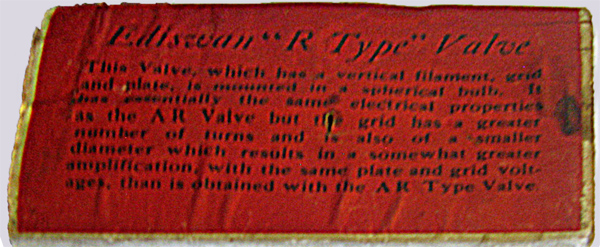 Ediswan "R Type" Valve
This Valve, which has a vertical filament, grid
and plate, is mounted in a spherical bulb. It
has essentially the same electrical properties
as the AR Valve but the grid has a greater
number of turns and is also of a smaller
diameter which results in a somewhat greater
amplification, with the same plate and grid volt-
ages, than is obtained with the AR Type Valve.